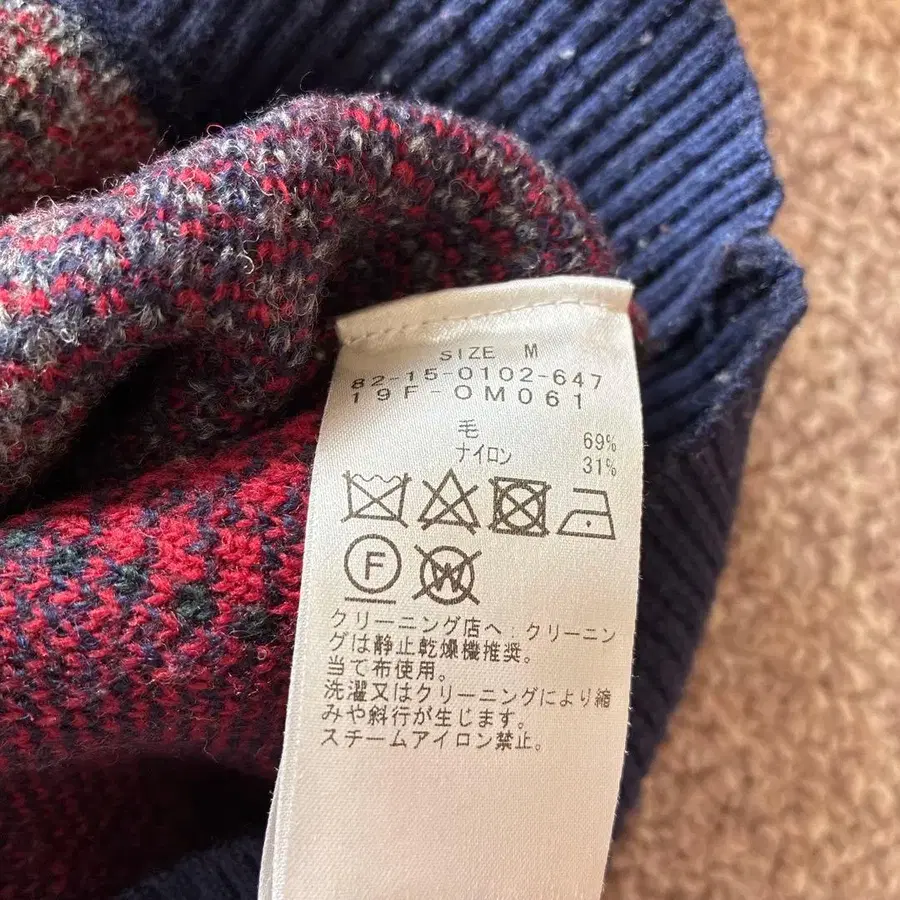 SIZE M
82-15-0102-647
19F-OM061
毛 69%
ナイロン 31%
F
W
クリーニング店へ.クリーニン
グは静止乾燥機推奨。
当て布使用。
洗濯又はクリーニングにより縮
みや斜行が生じます。
スチームアイロン禁止。